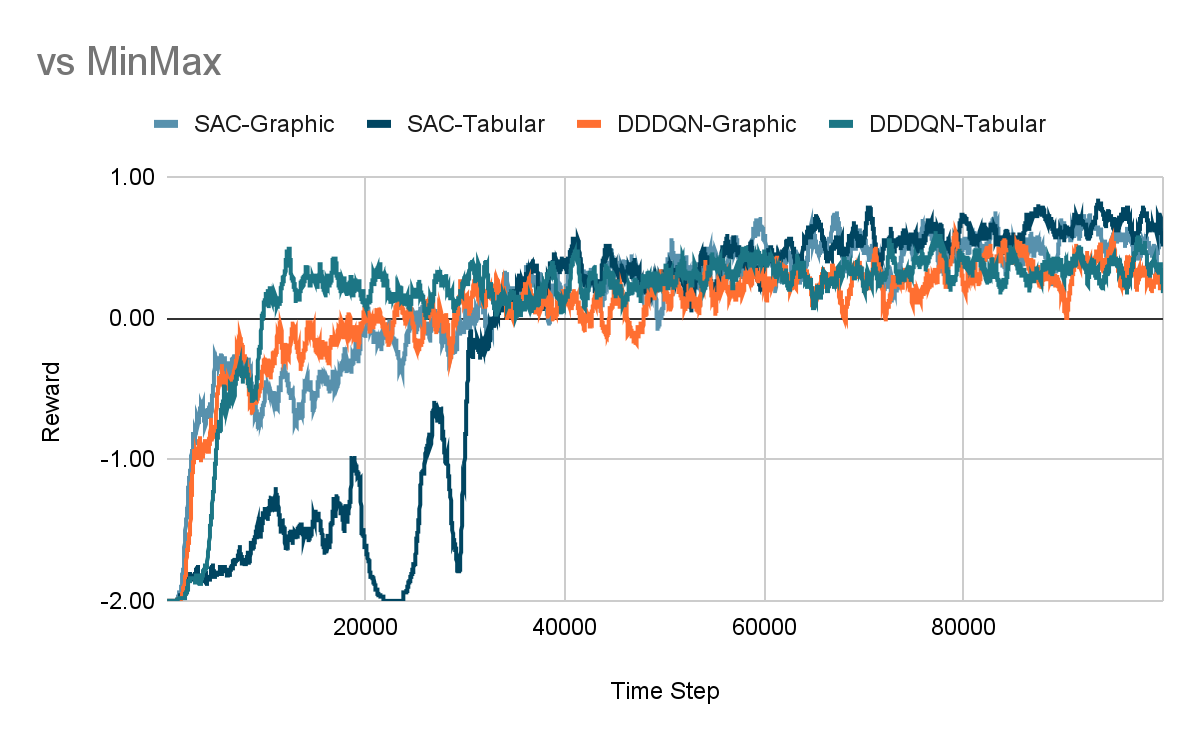 vs MinMax
SAC-Graphic SAC-Tabular DDDQN-Graphic DDDQN-Tabular
1.00
0.00
-1.00
-2.00
Reward
20000 40000 60000 80000
Time Step